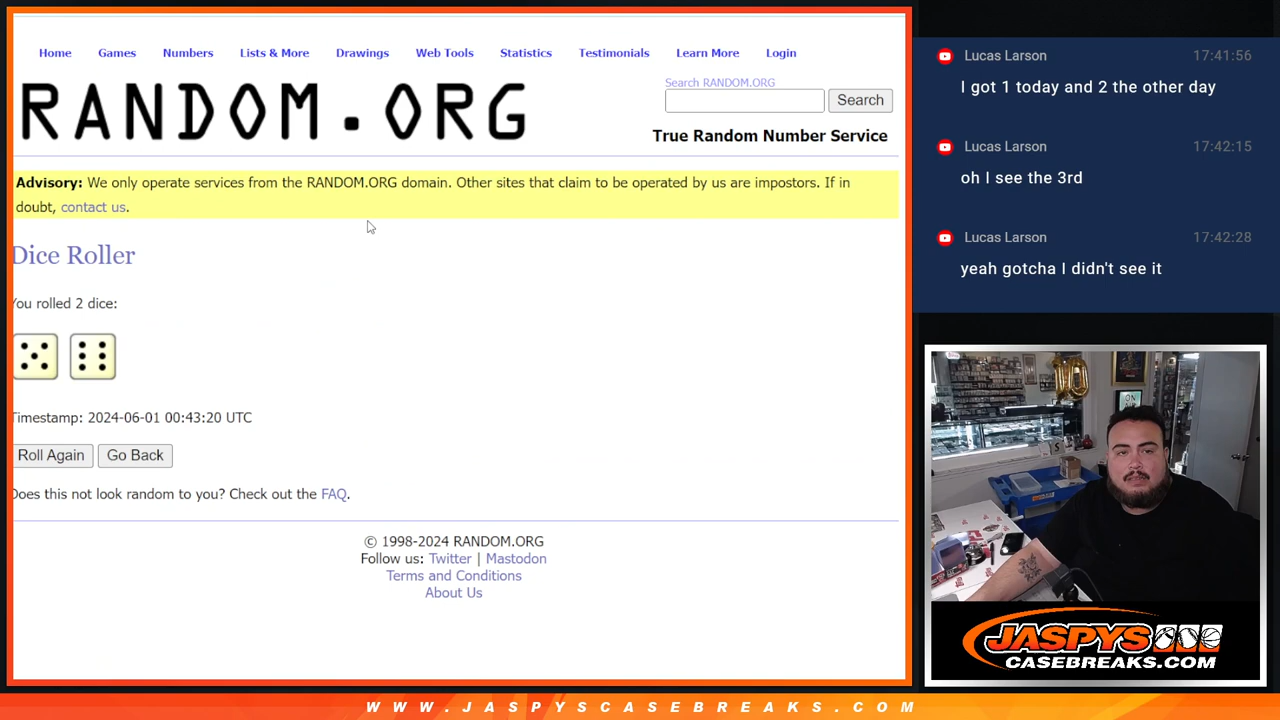 Home Games Numbers Lists & More Drawings Web Tools Statistics Testimonials Learn More Login
RANDOM.ORG
Search RANDOM.ORG
Search
True Random Number Service
Advisory: We only operate services from the RANDOM.ORG domain. Other sites that claim to be operated by us are impostors. If in
doubt, contact us.
Dice Roller
You rolled 2 dice:
Timestamp: 2024-06-01 00:43:20 UTC
Roll Again Go Back
Does this not look random to you? Check out the FAQ.
© 1998-2024 RANDOM.ORG
Follow us: Twitter | Mastodon
Terms and Conditions
About Us
Lucas Larson 17:41:56
I got 1 today and 2 the other day
Lucas Larson 17:42:15
oh I see the 3rd
Lucas Larson 17:42:28
yeah gotcha I didn't see it
10
JASPYS
CASEBREAKS.COM
WWW.JASPYSCASEBREAKS.COM